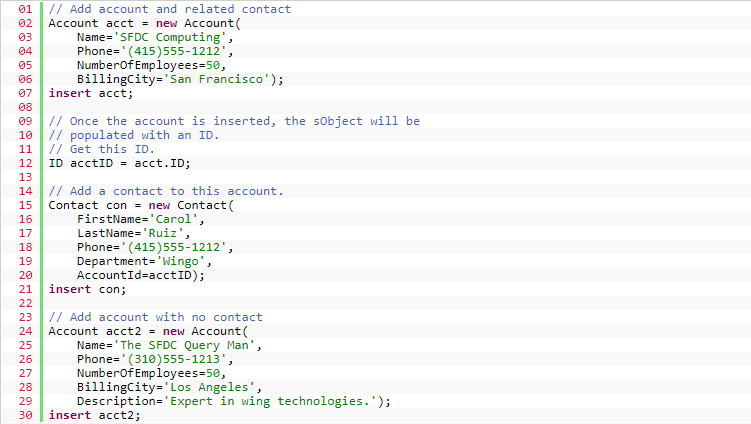 01 // Add account and related contact
02 Account acct = new Account(
03     Name='SFDC Computing',
04     Phone='(415)555-1212',
05     NumberOfEmployees=50,
06     BillingCity='San Francisco');
07 insert acct;
08
09 // Once the account is inserted, the sObject will be
10 // populated with an ID.
11 // Get this ID.
12 ID acctID = acct.ID;
13
14 // Add a contact to this account.
15 Contact con = new Contact(
16     FirstName='Carol',
17     LastName='Ruiz',
18     Phone='(415)555-1212',
19     Department='Wingo',
20     AccountId=acctID);
21 insert con;
22
23 // Add account with no contact
24 Account acct2 = new Account(
25     Name='The SFDC Query Man',
26     Phone='(310)555-1213',
27     NumberOfEmployees=50,
28     BillingCity='Los Angeles',
29     Description='Expert in wing technologies.');
30 insert acct2;